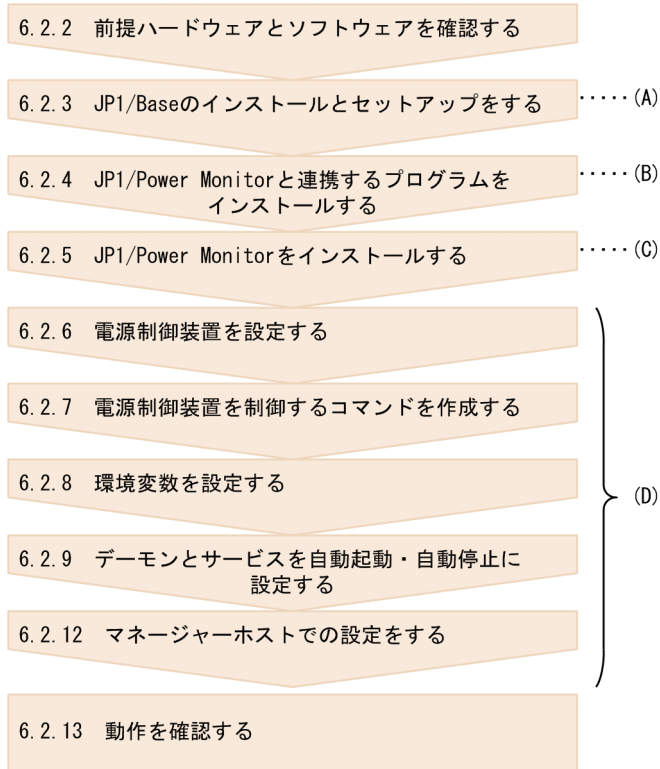 6.2.2 前提ハードウェアとソフトウェアを確認する
6.2.3 JP1/Baseのインストールとセットアップをする ・・・・・(A)
6.2.4 JP1/Power Monitorと連携するプログラムを ・・・・・(B)
インストールする
6.2.5 JP1/Power Monitorをインストールする ・・・・・(C)
6.2.6 電源制御装置を設定する
6.2.7 電源制御装置を制御するコマンドを作成する
6.2.8 環境変数を設定する
(D)
6.2.9 デーモンとサービスを自動起動・自動停止に
設定する
6.2.12 マネージャーホストでの設定をする
6.2.13 動作を確認する